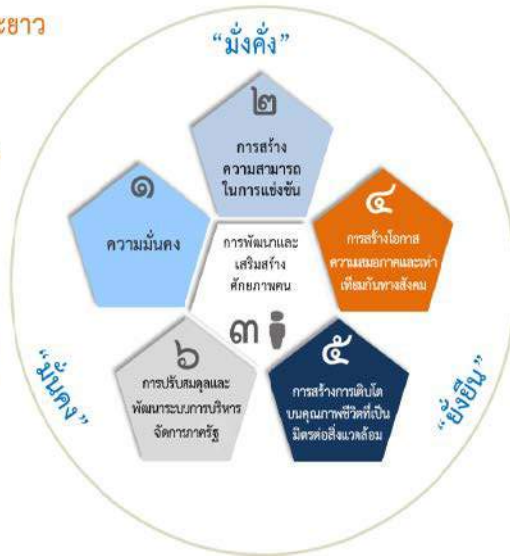 ะยาว
“มั่งคั่ง”
๒
การสร้าง
ความสามารถ
ในการแข่งขัน
๑
ความมั่นคง
๔
การสร้างโอกาส
ความเสมอภาคและเท่า
เทียมกันทางสังคม
การพัฒนาและ
เสริมสร้าง
ศักยภาพคน
๓
๖
การปรับสมดุลและ
พัฒนาระบบการบริหาร
จัดการภาครัฐ
๕
การสร้างการเติบโต
บนคุณภาพชีวิตที่เป็น
มิตรต่อสิ่งแวดล้อม
“มั่นคง”
“ยั่งยืน”